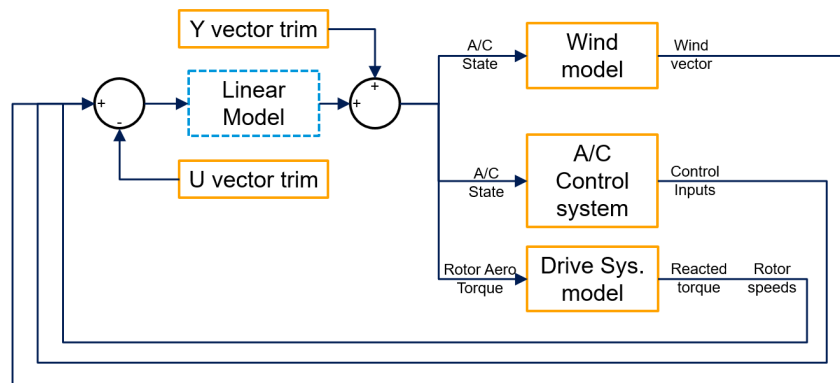 Y vector trim
A/C
State
Wind
model
Wind
vector
+
-
Linear
Model
+
+
U vector trim
A/C
State
A/C
Control
system
Control
Inputs
Rotor Aero
Torque
Drive Sys.
model
Reacted
torque
Rotor
speeds